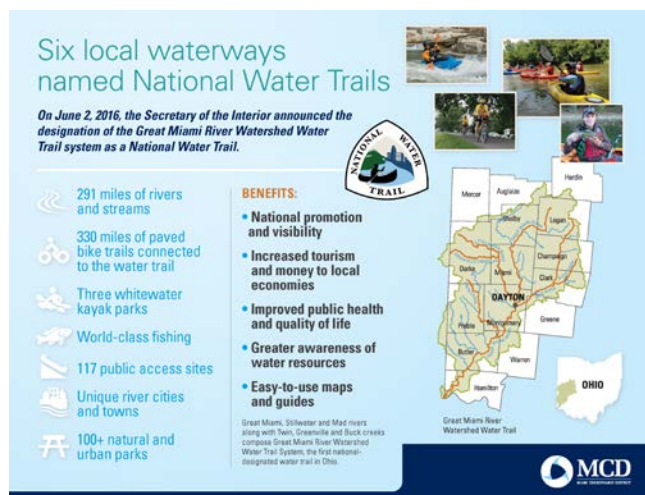 Six local waterways
named National Water Trails
On June 2, 2016, the Secretary of the Interior announced the
designation of the Great Miami River Watershed Water
Trail system as a National Water Trail.
NATIONAL WATER
TRAIL
291 miles of rivers
and streams
330 miles of paved
bike trails connected
to the water trail
Three whitewater
kayak parks
World-class fishing
117 public access sites
Unique river cities
and towns
100+ natural and
urban parks
BENEFITS:
• National promotion
and visibility
• Increased tourism
and money to local
economies
• Improved public health
and quality of life
• Greater awareness of
water resources
• Easy-to-use maps
and guides
Great Miami, Stillwater and Mad rivers
along with Twin, Greenville and Buck creeks
compose Great Miami River Watershed
Water Trail System, the first national-
designated water trail in Ohio.
Hardin
Mercer
Auglaize
Shelby
Logan
Champaign
Darke
Miami
Clark
DAYTON
Preble
Montgomery
Greene
Butler
Warren
Hamilton
OHIO
Great Miami River
Watershed Water Trail
MCD
MIAMI CONSERVANCY DISTRICT